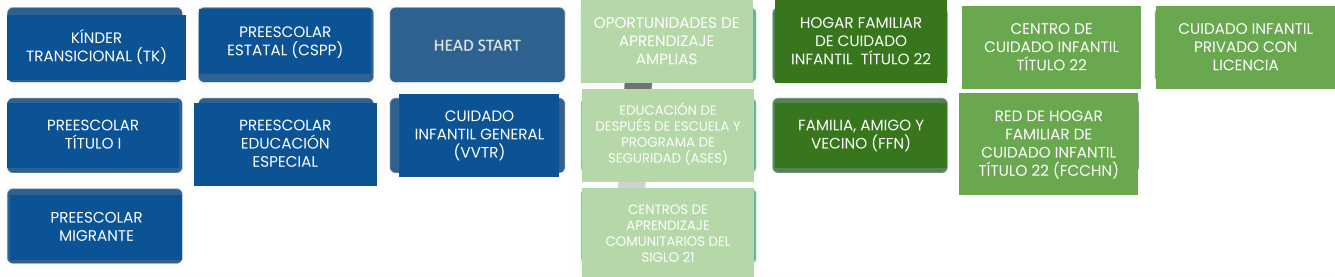 KÍNDER
TRANSICIONAL (TK)
PREESCOLAR
ESTATAL (CSPP)
HEAD START
OPORTUNIDADES DE
APRENDIZAJE
AMPLIAS
HOGAR FAMILIAR
DE CUIDADO
INFANTIL TÍTULO 22
CENTRO DE
CUIDADO INFANTIL
TÍTULO 22
CUIDADO INFANTIL
PRIVADO CON
LICENCIA
PREESCOLAR
TÍTULO I
PREESCOLAR
EDUCACIÓN
ESPECIAL
CUIDADO
INFANTIL GENERAL
(VVTR)
EDUCACIÓN DE
DESPUÉS DE ESCUELA Y
PROGRAMA DE
SEGURIDAD (ASES)
FAMILIA, AMIGO Y
VECINO (FFN)
RED DE HOGAR
FAMILIAR DE
CUIDADO INFANTIL
TÍTULO 22 (FCCHN)
PREESCOLAR
MIGRANTE
CENTROS DE
APRENDIZAJE
COMUNITARIOS DEL
SIGLO 21